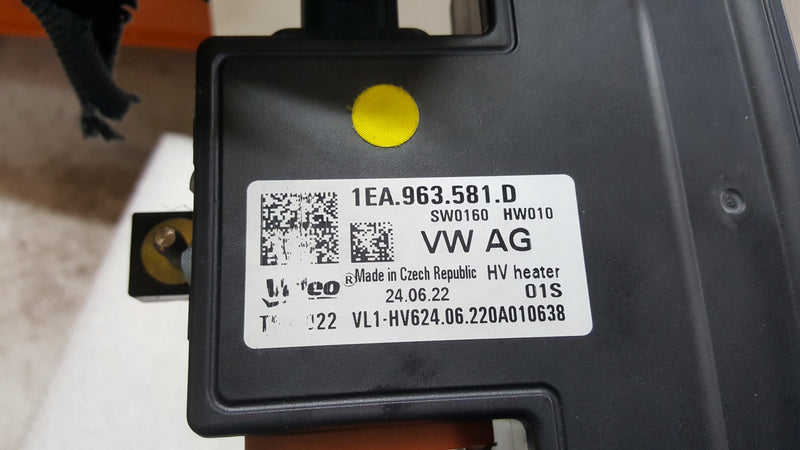 1EA.963.581.D
SW0160 HW010
VW AG
Made in Czech Republic HV heater
24.06.22 01S
VL1-HV624.06.220A010638